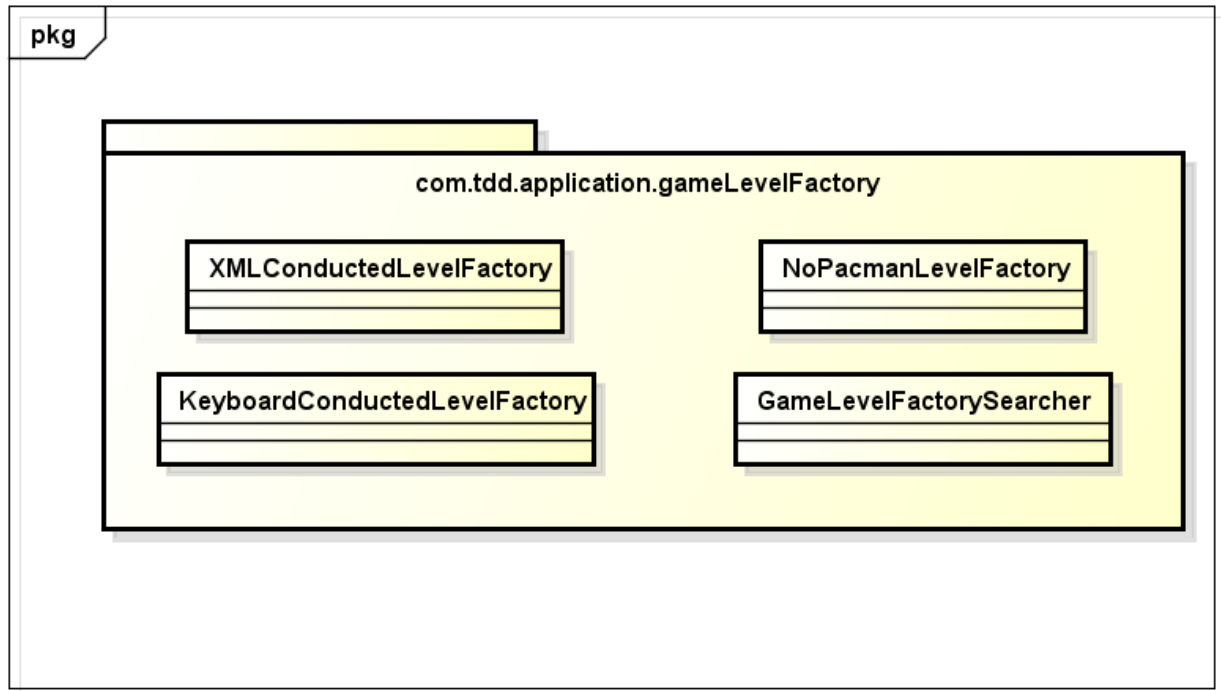 pkg
com.tdd.application.gameLevelFactory
XMLConductedLevelFactory
NoPacmanLevelFactory
KeyboardConductedLevelFactory
GameLevelFactorySearcher